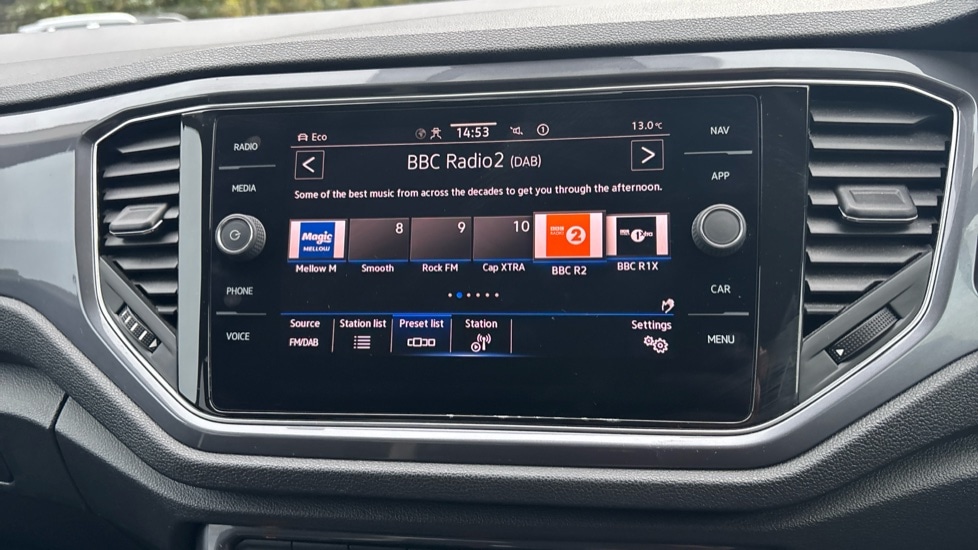 RADIO
MEDIA
PHONE
VOICE
Eco
14:53
13.0 °C
NAV
APP
CAR
MENU
< BBC Radio2 (DAB) >
Some of the best music from across the decades to get you through the afternoon.
Magic
MELLOW
8
9
10
BBC
RADIO
2
1Xtra
Mellow M
Smooth
Rock FM
Cap XTRA
BBC R2
BBC R1X
Source
FM/DAB
Station list
Preset list
Station
Settings